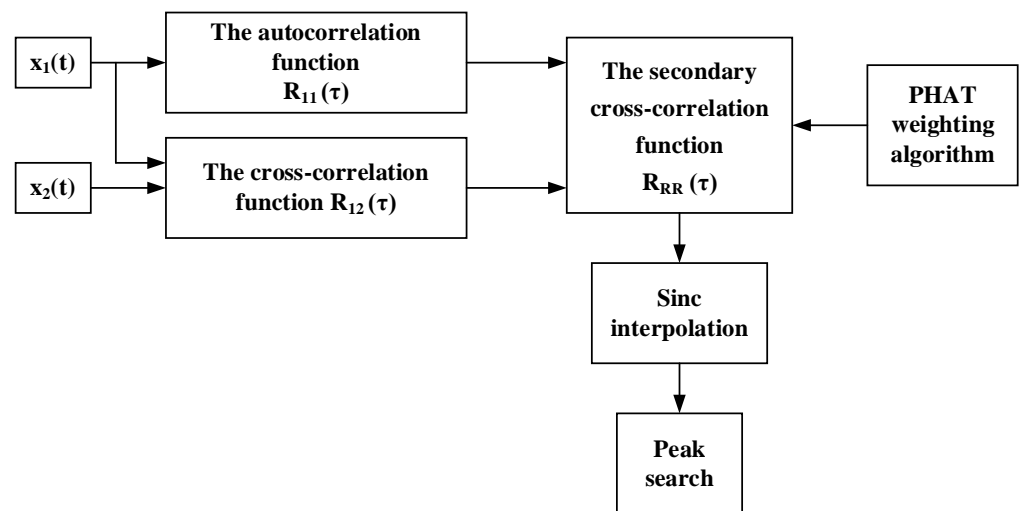 x₁(t)
The autocorrelation
function
R₁₁(τ)
x₂(t)
The cross-correlation
function R₁₂(τ)
The secondary
cross-correlation
function
R_RR (τ)
PHAT
weighting
algorithm
Sinc
interpolation
Peak
search